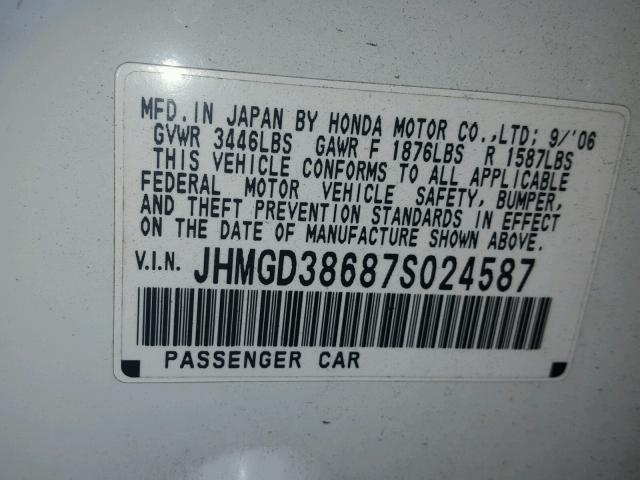 MFD. IN JAPAN BY HONDA MOTOR CO.,LTD; 9/'06
GVWR 3446LBS GAWR F 1876LBS R 1587LBS
THIS VEHICLE CONFORMS TO ALL APPLICABLE
FEDERAL MOTOR VEHICLE SAFETY, BUMPER,
AND THEFT PREVENTION STANDARDS IN EFFECT
ON THE DATE OF MANUFACTURE SHOWN ABOVE.
V.I.N. JHMGD38687S024587
PASSENGER CAR